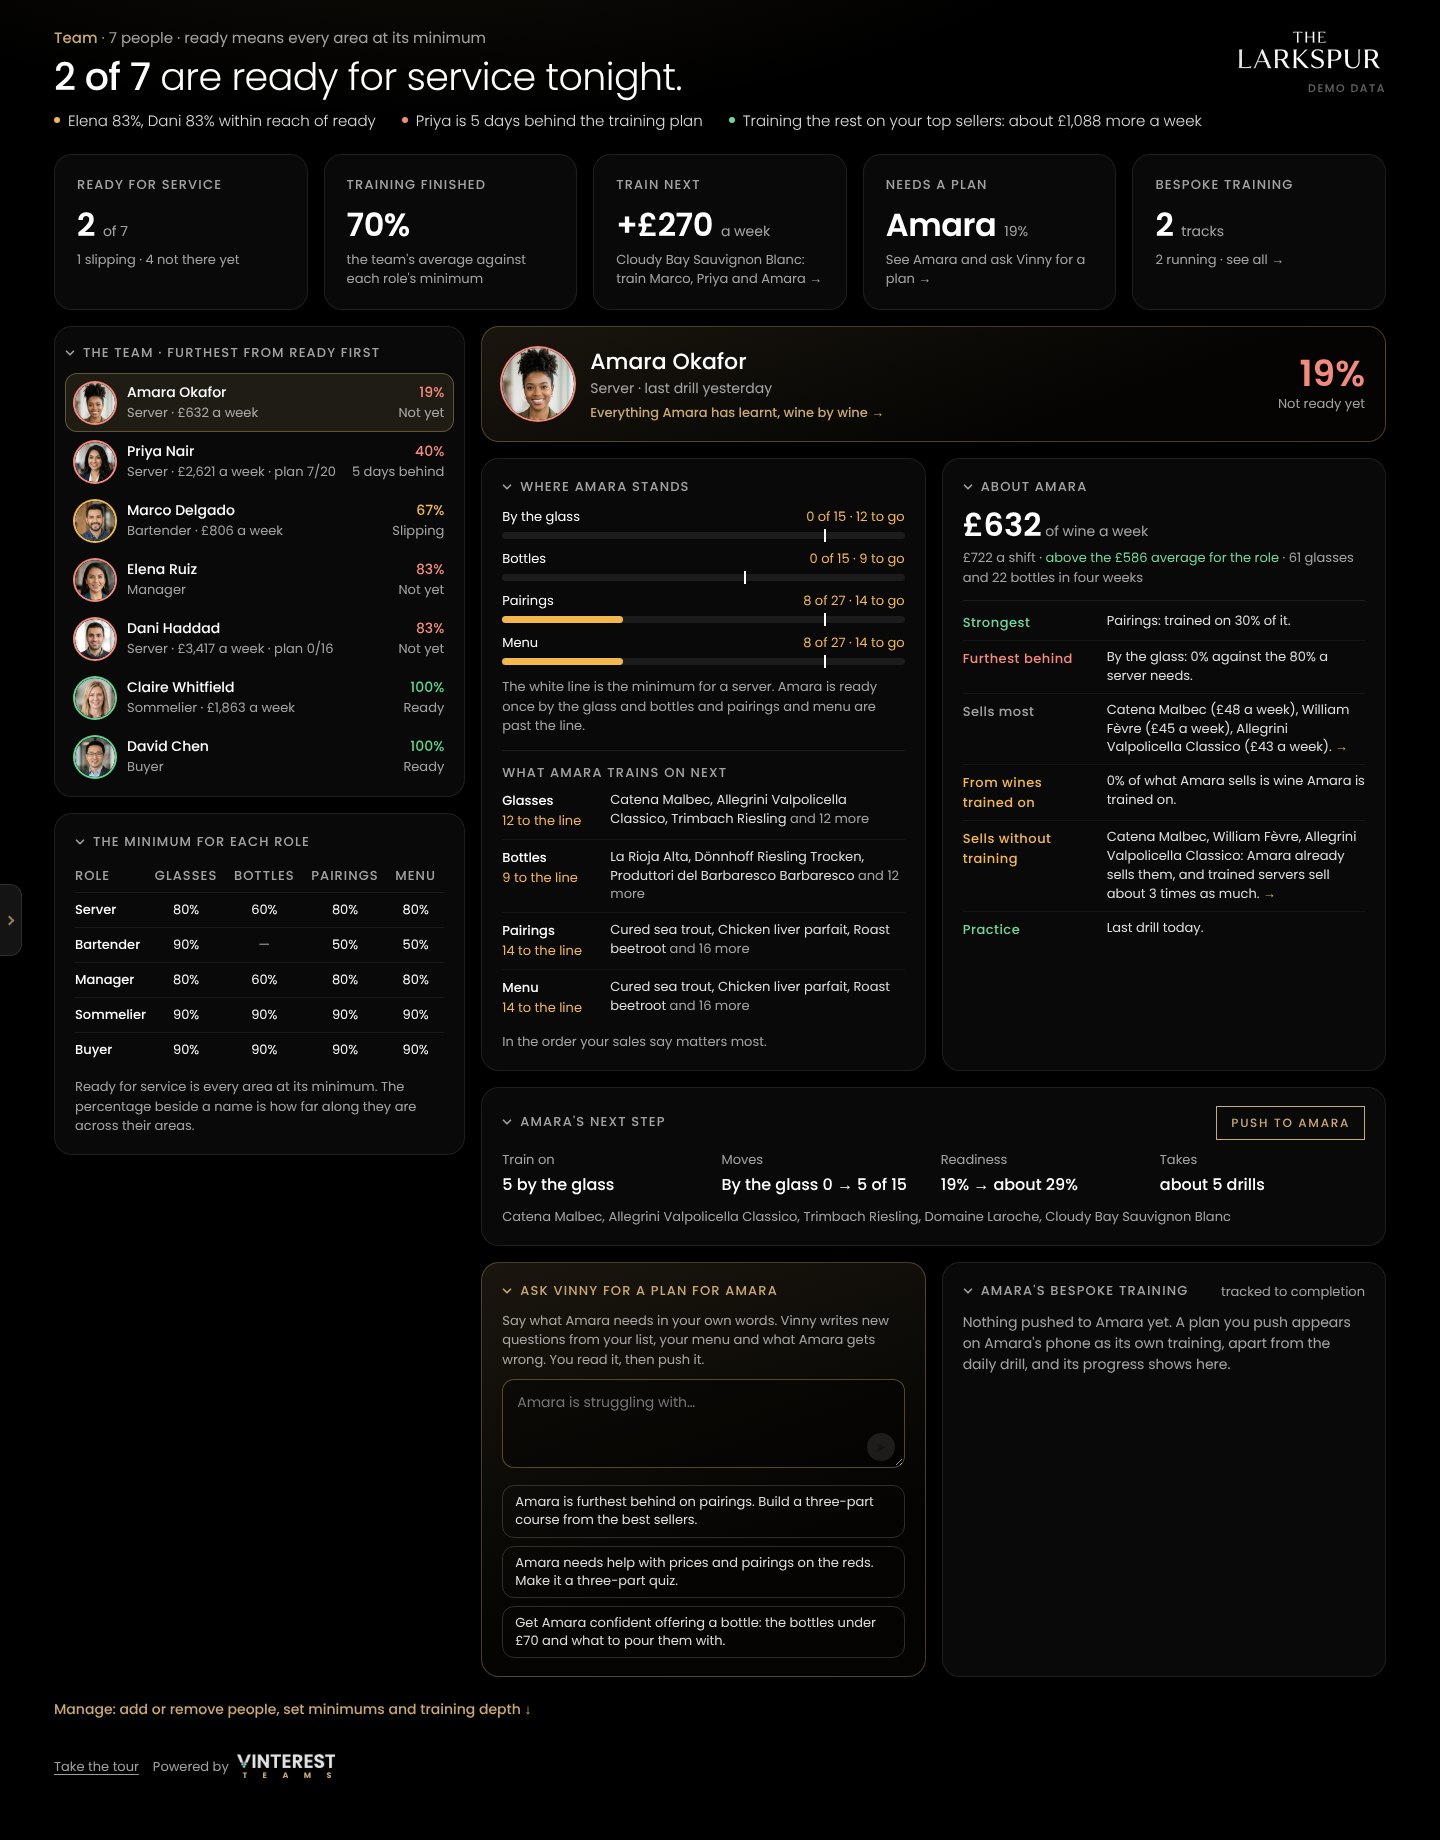 Team · 7 people · ready means every area at its minimum
THE
LARKSPUR
DEMO DATA
2 of 7 are ready for service tonight.
Elena 83%, Dani 83% within reach of ready
Priya is 5 days behind the training plan
Training the rest on your top sellers: about £1,088 more a week
READY FOR SERVICE
2 of 7
1 slipping · 4 not there yet
TRAINING FINISHED
70%
the team's average against
each role's minimum
TRAIN NEXT
+£270 a week
Cloudy Bay Sauvignon Blanc:
train Marco, Priya and Amara →
NEEDS A PLAN
Amara 19%
See Amara and ask Vinny for a
plan →
BESPOKE TRAINING
2 tracks
2 running · see all →
THE TEAM · FURTHEST FROM READY FIRST
Amara Okafor 19%
Server · £632 a week Not yet
Priya Nair 40%
Server · £2,621 a week · plan 7/20 5 days behind
Marco Delgado 67%
Bartender · £806 a week Slipping
Elena Ruiz 83%
Manager Not yet
Dani Haddad 83%
Server · £3,417 a week · plan 0/16 Not yet
Claire Whitfield 100%
Sommelier · £1,863 a week Ready
David Chen 100%
Buyer Ready
THE MINIMUM FOR EACH ROLE
ROLE GLASSES BOTTLES PAIRINGS MENU
Server 80% 60% 80% 80%
Bartender 90% — 50% 50%
Manager 80% 60% 80% 80%
Sommelier 90% 90% 90% 90%
Buyer 90% 90% 90% 90%
Ready for service is every area at its minimum. The
percentage beside a name is how far along they are
across their areas.
Amara Okafor
Server · last drill yesterday
Everything Amara has learnt, wine by wine →
19%
Not ready yet
WHERE AMARA STANDS
By the glass 0 of 15 · 12 to go
Bottles 0 of 15 · 9 to go
Pairings 8 of 27 · 14 to go
Menu 8 of 27 · 14 to go
The white line is the minimum for a server. Amara is ready
once by the glass and bottles and pairings and menu are
past the line.
WHAT AMARA TRAINS ON NEXT
Glasses
12 to the line
Catena Malbec, Allegrini Valpolicella
Classico, Trimbach Riesling and 12 more
Bottles
9 to the line
La Rioja Alta, Dönnhoff Riesling Trocken,
Produttori del Barbaresco Barbaresco and 12
more
Pairings
14 to the line
Cured sea trout, Chicken liver parfait, Roast
beetroot and 16 more
Menu
14 to the line
Cured sea trout, Chicken liver parfait, Roast
beetroot and 16 more
In the order your sales say matters most.
ABOUT AMARA
£632 of wine a week
£722 a shift · above the £586 average for the role · 61 glasses
and 22 bottles in four weeks
Strongest
Pairings: trained on 30% of it.
Furthest behind
By the glass: 0% against the 80% a
server needs.
Sells most
Catena Malbec (£48 a week), William
Fèvre (£45 a week), Allegrini
Valpolicella Classico (£43 a week). →
From wines
trained on
0% of what Amara sells is wine Amara is
trained on.
Sells without
training
Catena Malbec, William Fèvre, Allegrini
Valpolicella Classico: Amara already
sells them, and trained servers sell
about 3 times as much. →
Practice
Last drill today.
AMARA'S NEXT STEP
PUSH TO AMARA
Train on
5 by the glass
Moves
By the glass 0 → 5 of 15
Readiness
19% → about 29%
Takes
about 5 drills
Catena Malbec, Allegrini Valpolicella Classico, Trimbach Riesling, Domaine Laroche, Cloudy Bay Sauvignon Blanc
ASK VINNY FOR A PLAN FOR AMARA
Say what Amara needs in your own words. Vinny writes new
questions from your list, your menu and what Amara gets
wrong. You read it, then push it.
Amara is struggling with…
Amara is furthest behind on pairings. Build a three-part
course from the best sellers.
Amara needs help with prices and pairings on the reds.
Make it a three-part quiz.
Get Amara confident offering a bottle: the bottles under
£70 and what to pour them with.
AMARA'S BESPOKE TRAINING
tracked to completion
Nothing pushed to Amara yet. A plan you push appears
on Amara's phone as its own training, apart from the
daily drill, and its progress shows here.
Manage: add or remove people, set minimums and training depth ↓
Take the tour
Powered by
VINTEREST
TEAMS